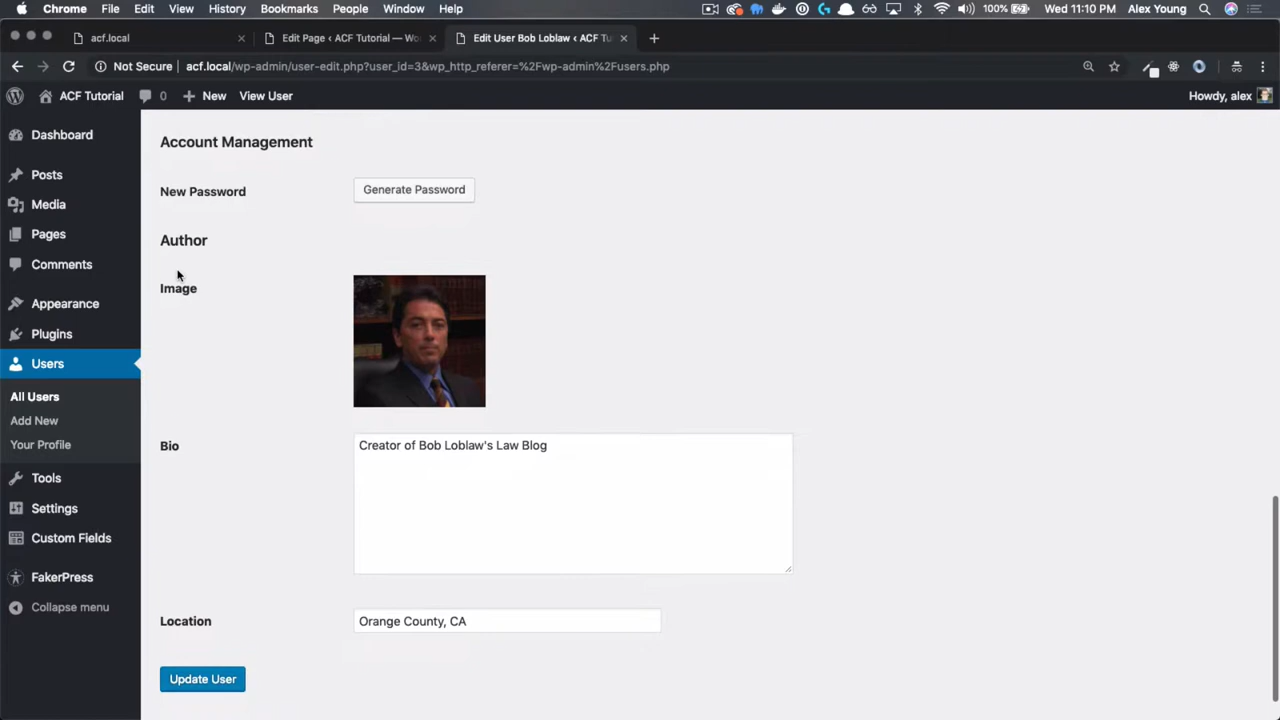 Chrome File Edit View History Bookmarks People Window Help 100% Wed 11:10 PM Alex Young
acf.local Edit Page ‹ ACF Tutorial — Wo Edit User Bob Loblaw ‹ ACF Tu
Not Secure acf.local/wp-admin/user-edit.php?user_id=3&wp_http_referer=%2Fwp-admin%2Fusers.php
ACF Tutorial 0 New View User Howdy, alex
Dashboard
Posts
Media
Pages
Comments
Appearance
Plugins
Users
All Users
Add New
Your Profile
Tools
Settings
Custom Fields
FakerPress
Collapse menu
Account Management
New Password Generate Password
Author
Image
Bio Creator of Bob Loblaw's Law Blog
Location Orange County, CA
Update User